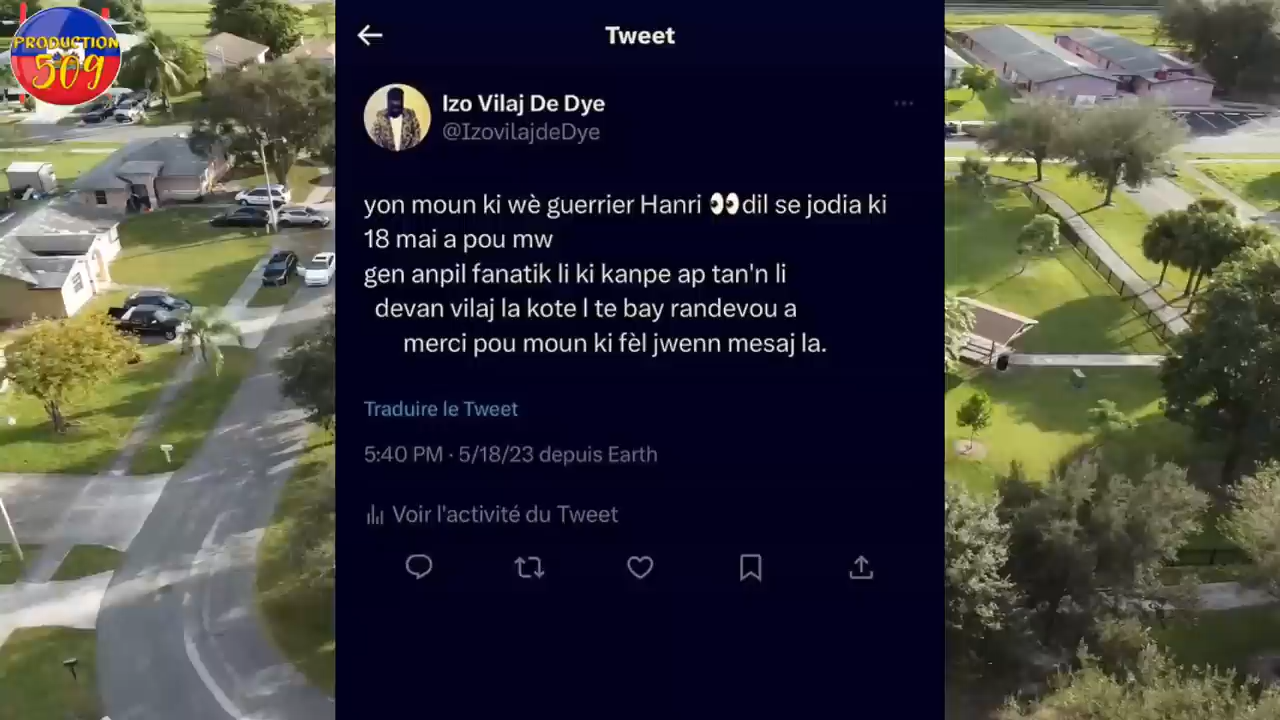 PRODUCTION
509
Tweet
Izo Vilaj De Dye
@IzovilajdeDye
yon moun ki wè guerrier Hanri 👀dil se jodia ki
18 mai a pou mw
gen anpil fanatik li ki kanpe ap tan'n li
devan vilaj la kote l te bay randevou a
merci pou moun ki fèl jwenn mesaj la.
Traduire le Tweet
5:40 PM · 5/18/23 depuis Earth
Voir l'activité du Tweet